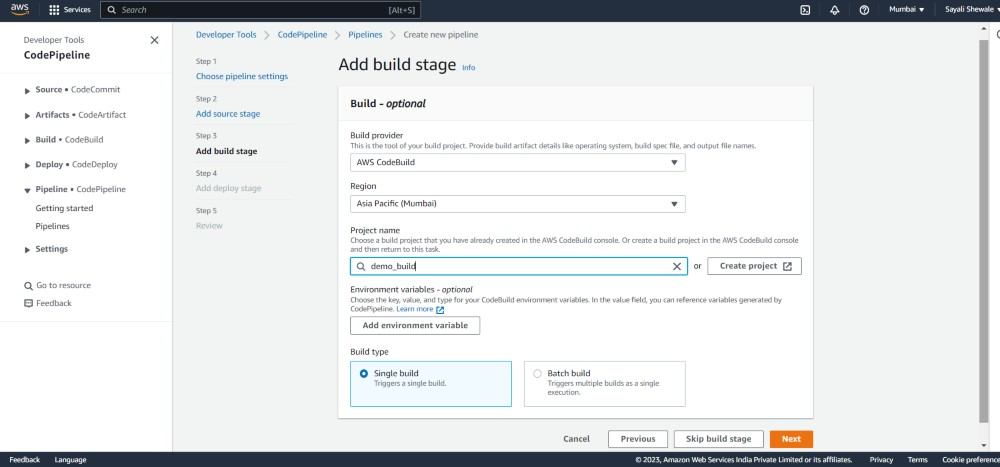 aws
Services
Search
[Alt+S]
Mumbai
Sayali Shewale
Developer Tools
CodePipeline
Source • CodeCommit
Artifacts • CodeArtifact
Build • CodeBuild
Deploy • CodeDeploy
Pipeline • CodePipeline
Getting started
Pipelines
Settings
Go to resource
Feedback
Developer Tools
CodePipeline
Pipelines
Create new pipeline
Step 1
Choose pipeline settings
Step 2
Add source stage
Step 3
Add build stage
Step 4
Add deploy stage
Step 5
Review
Add build stage Info
Build - optional
Build provider
This is the tool of your build project. Provide build artifact details like operating system, build spec file, and output file names.
AWS CodeBuild
Region
Asia Pacific (Mumbai)
Project name
Choose a build project that you have already created in the AWS CodeBuild console. Or create a build project in the AWS CodeBuild console
and then return to this task.
demo_build
or
Create project
Environment variables - optional
Choose the key, value, and type for your CodeBuild environment variables. In the value field, you can reference variables generated by
CodePipeline. Learn more
Add environment variable
Build type
Single build
Triggers a single build.
Batch build
Triggers multiple builds as a single
execution.
Cancel
Previous
Skip build stage
Next
Feedback
Language
© 2023, Amazon Web Services India Private Limited or its affiliates.
Privacy
Terms
Cookie preference